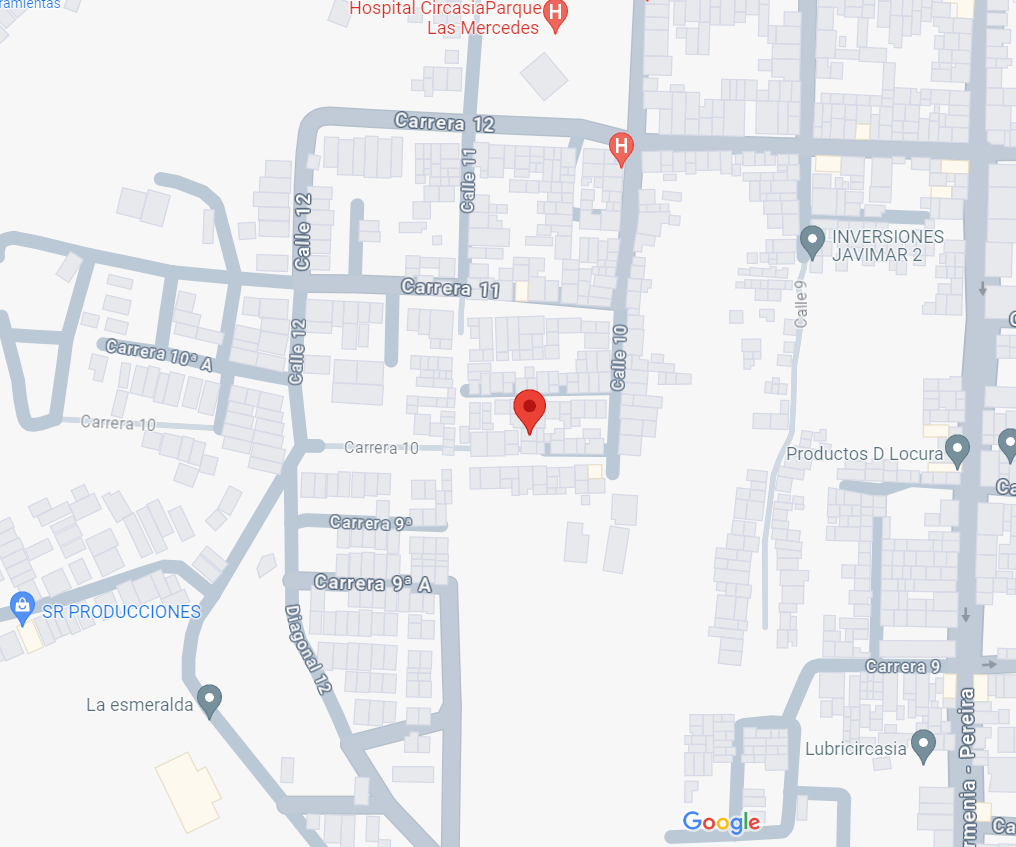 ramientas
Hospital CircasiaParque
Las Mercedes
H
Carrera 12
H
Calle 11
Calle 12
INVERSIONES
JAVIMAR 2
Carrera 11
Calle 9
Calle 12
Calle 10
Carrera 10ª A
Carrera 10
Carrera 10
Productos D Locura
Ca
Carrera 9ª
Carrera 9ª A
SR PRODUCCIONES
Diagonal 12
Carrera 9
La esmeralda
Lubricircasia
rmenia - Pereira
Google
Ca